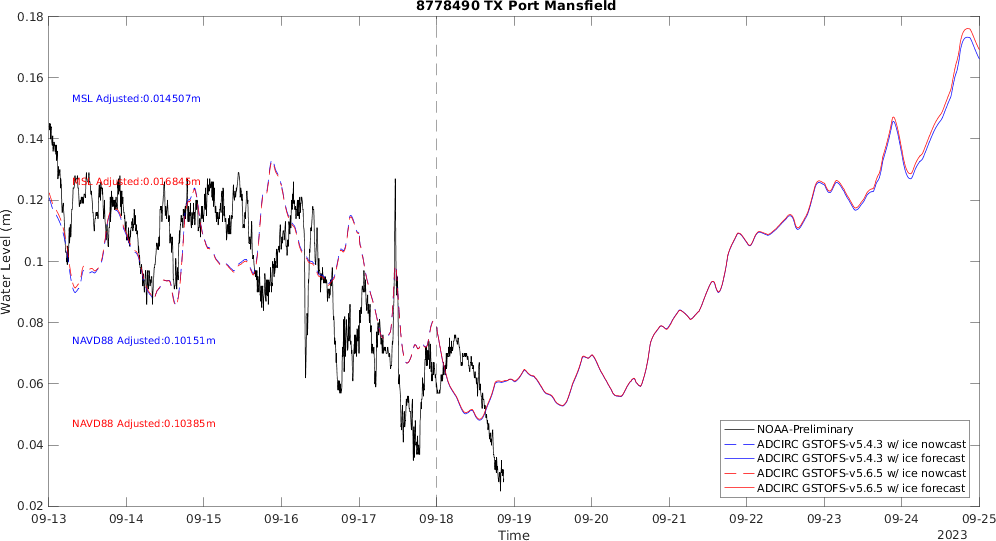 8778490 TX Port Mansfield
Water Level (m)
0.18
0.16
0.14
0.12
0.1
0.08
0.06
0.04
0.02
MSL Adjusted:0.014507m
MSL Adjusted:0.016845m
NAVD88 Adjusted:0.10151m
NAVD88 Adjusted:0.10385m
NOAA-Preliminary
ADCIRC GSTOFS-v5.4.3 w/ ice nowcast
ADCIRC GSTOFS-v5.4.3 w/ ice forecast
ADCIRC GSTOFS-v5.6.5 w/ ice nowcast
ADCIRC GSTOFS-v5.6.5 w/ ice forecast
09-13 09-14 09-15 09-16 09-17 09-18 09-19 09-20 09-21 09-22 09-23 09-24 09-25
Time
2023